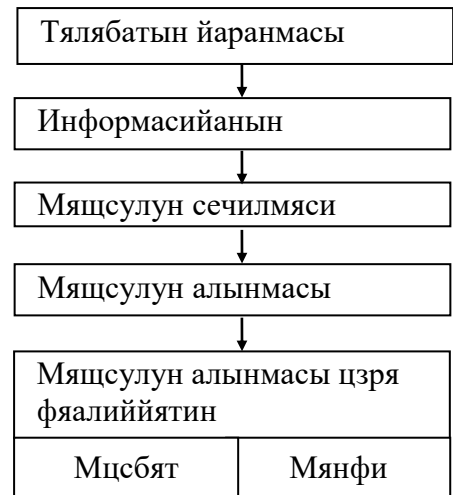 Тялябатын йаранмасы
Информасийанын
Мящсулун сечилмяси
Мящсулун алынмасы
Мящсулун алынмасы цзря
фяалиййятин
Мцсбят Мянфи